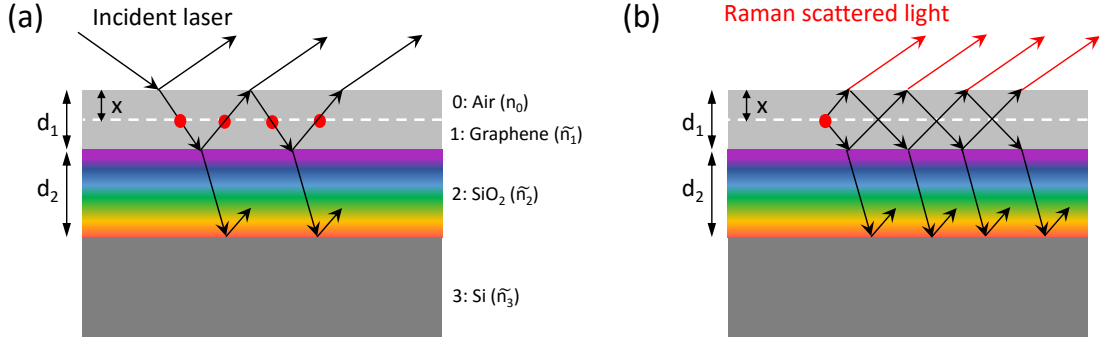 (a)
Incident laser
x
d₁
d₂
0: Air (n₀)
1: Graphene (ñ₁)
2: SiO₂ (ñ₂)
3: Si (ñ₃)
(b)
Raman scattered light
x
d₁
d₂